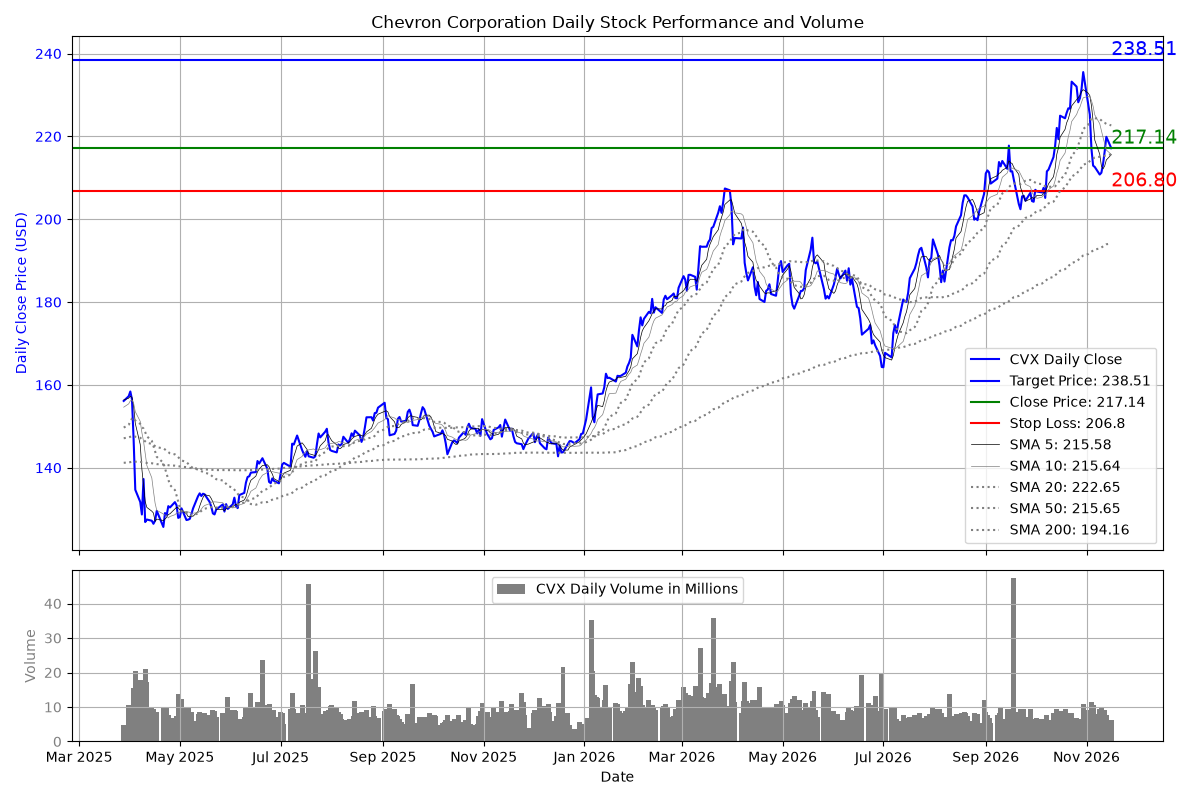 Chevron Corporation Daily Stock Performance and Volume
Daily Close Price (USD)
240
220
200
180
160
140
238.51
217.14
206.80
CVX Daily Close
Target Price: 238.51
Close Price: 217.14
Stop Loss: 206.8
SMA 5: 215.58
SMA 10: 215.64
SMA 20: 222.65
SMA 50: 215.65
SMA 200: 194.16
CVX Daily Volume in Millions
Volume
40
30
20
10
0
Mar 2025
May 2025
Jul 2025
Sep 2025
Nov 2025
Jan 2026
Mar 2026
May 2026
Jul 2026
Sep 2026
Nov 2026
Date